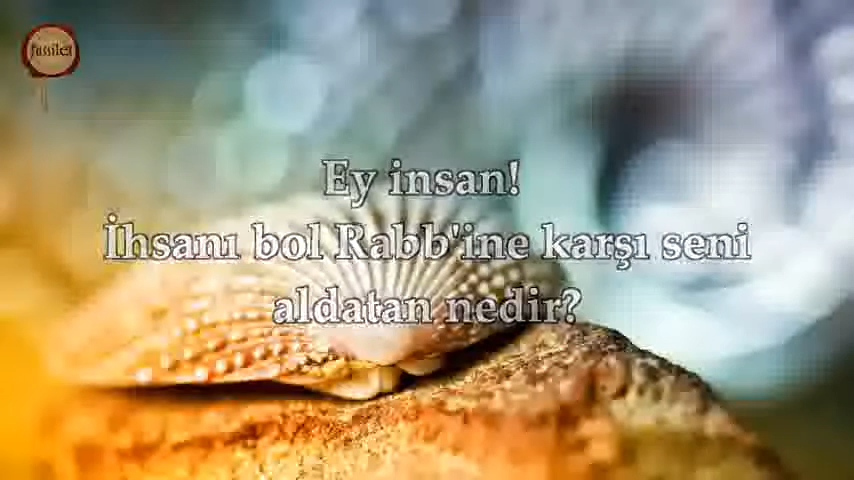 Ey insan!
İhsanı bol Rabb'ine karşı seni
aldatan nedir?